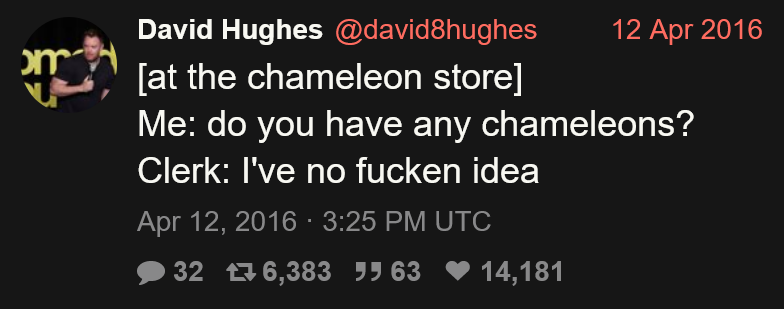 David Hughes @david8hughes 12 Apr 2016
[at the chameleon store]
Me: do you have any chameleons?
Clerk: I've no fucken idea
Apr 12, 2016 · 3:25 PM UTC
32 6,383 63 14,181